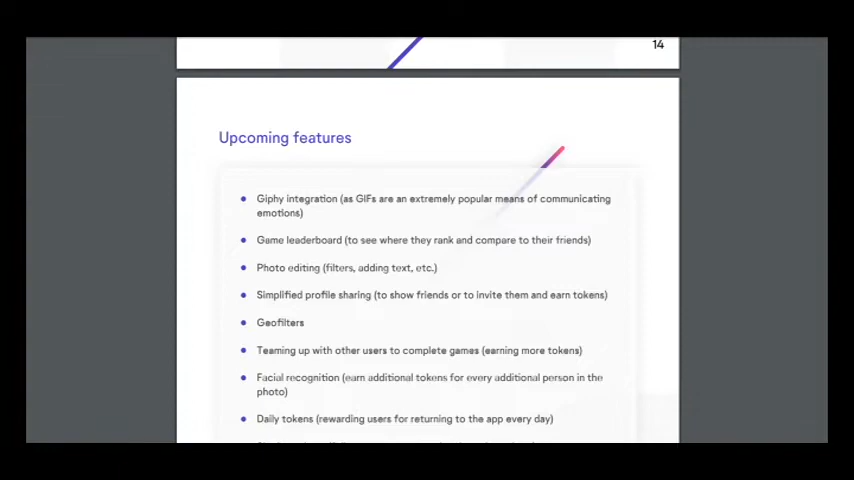 14
Upcoming features
● Giphy integration (as GIFs are an extremely popular means of communicating
emotions)
● Game leaderboard (to see where they rank and compare to their friends)
● Photo editing (filters, adding text, etc.)
● Simplified profile sharing (to show friends or to invite them and earn tokens)
● Geofilters
● Teaming up with other users to complete games (earning more tokens)
● Facial recognition (earn additional tokens for every additional person in the
photo)
● Daily tokens (rewarding users for returning to the app every day)